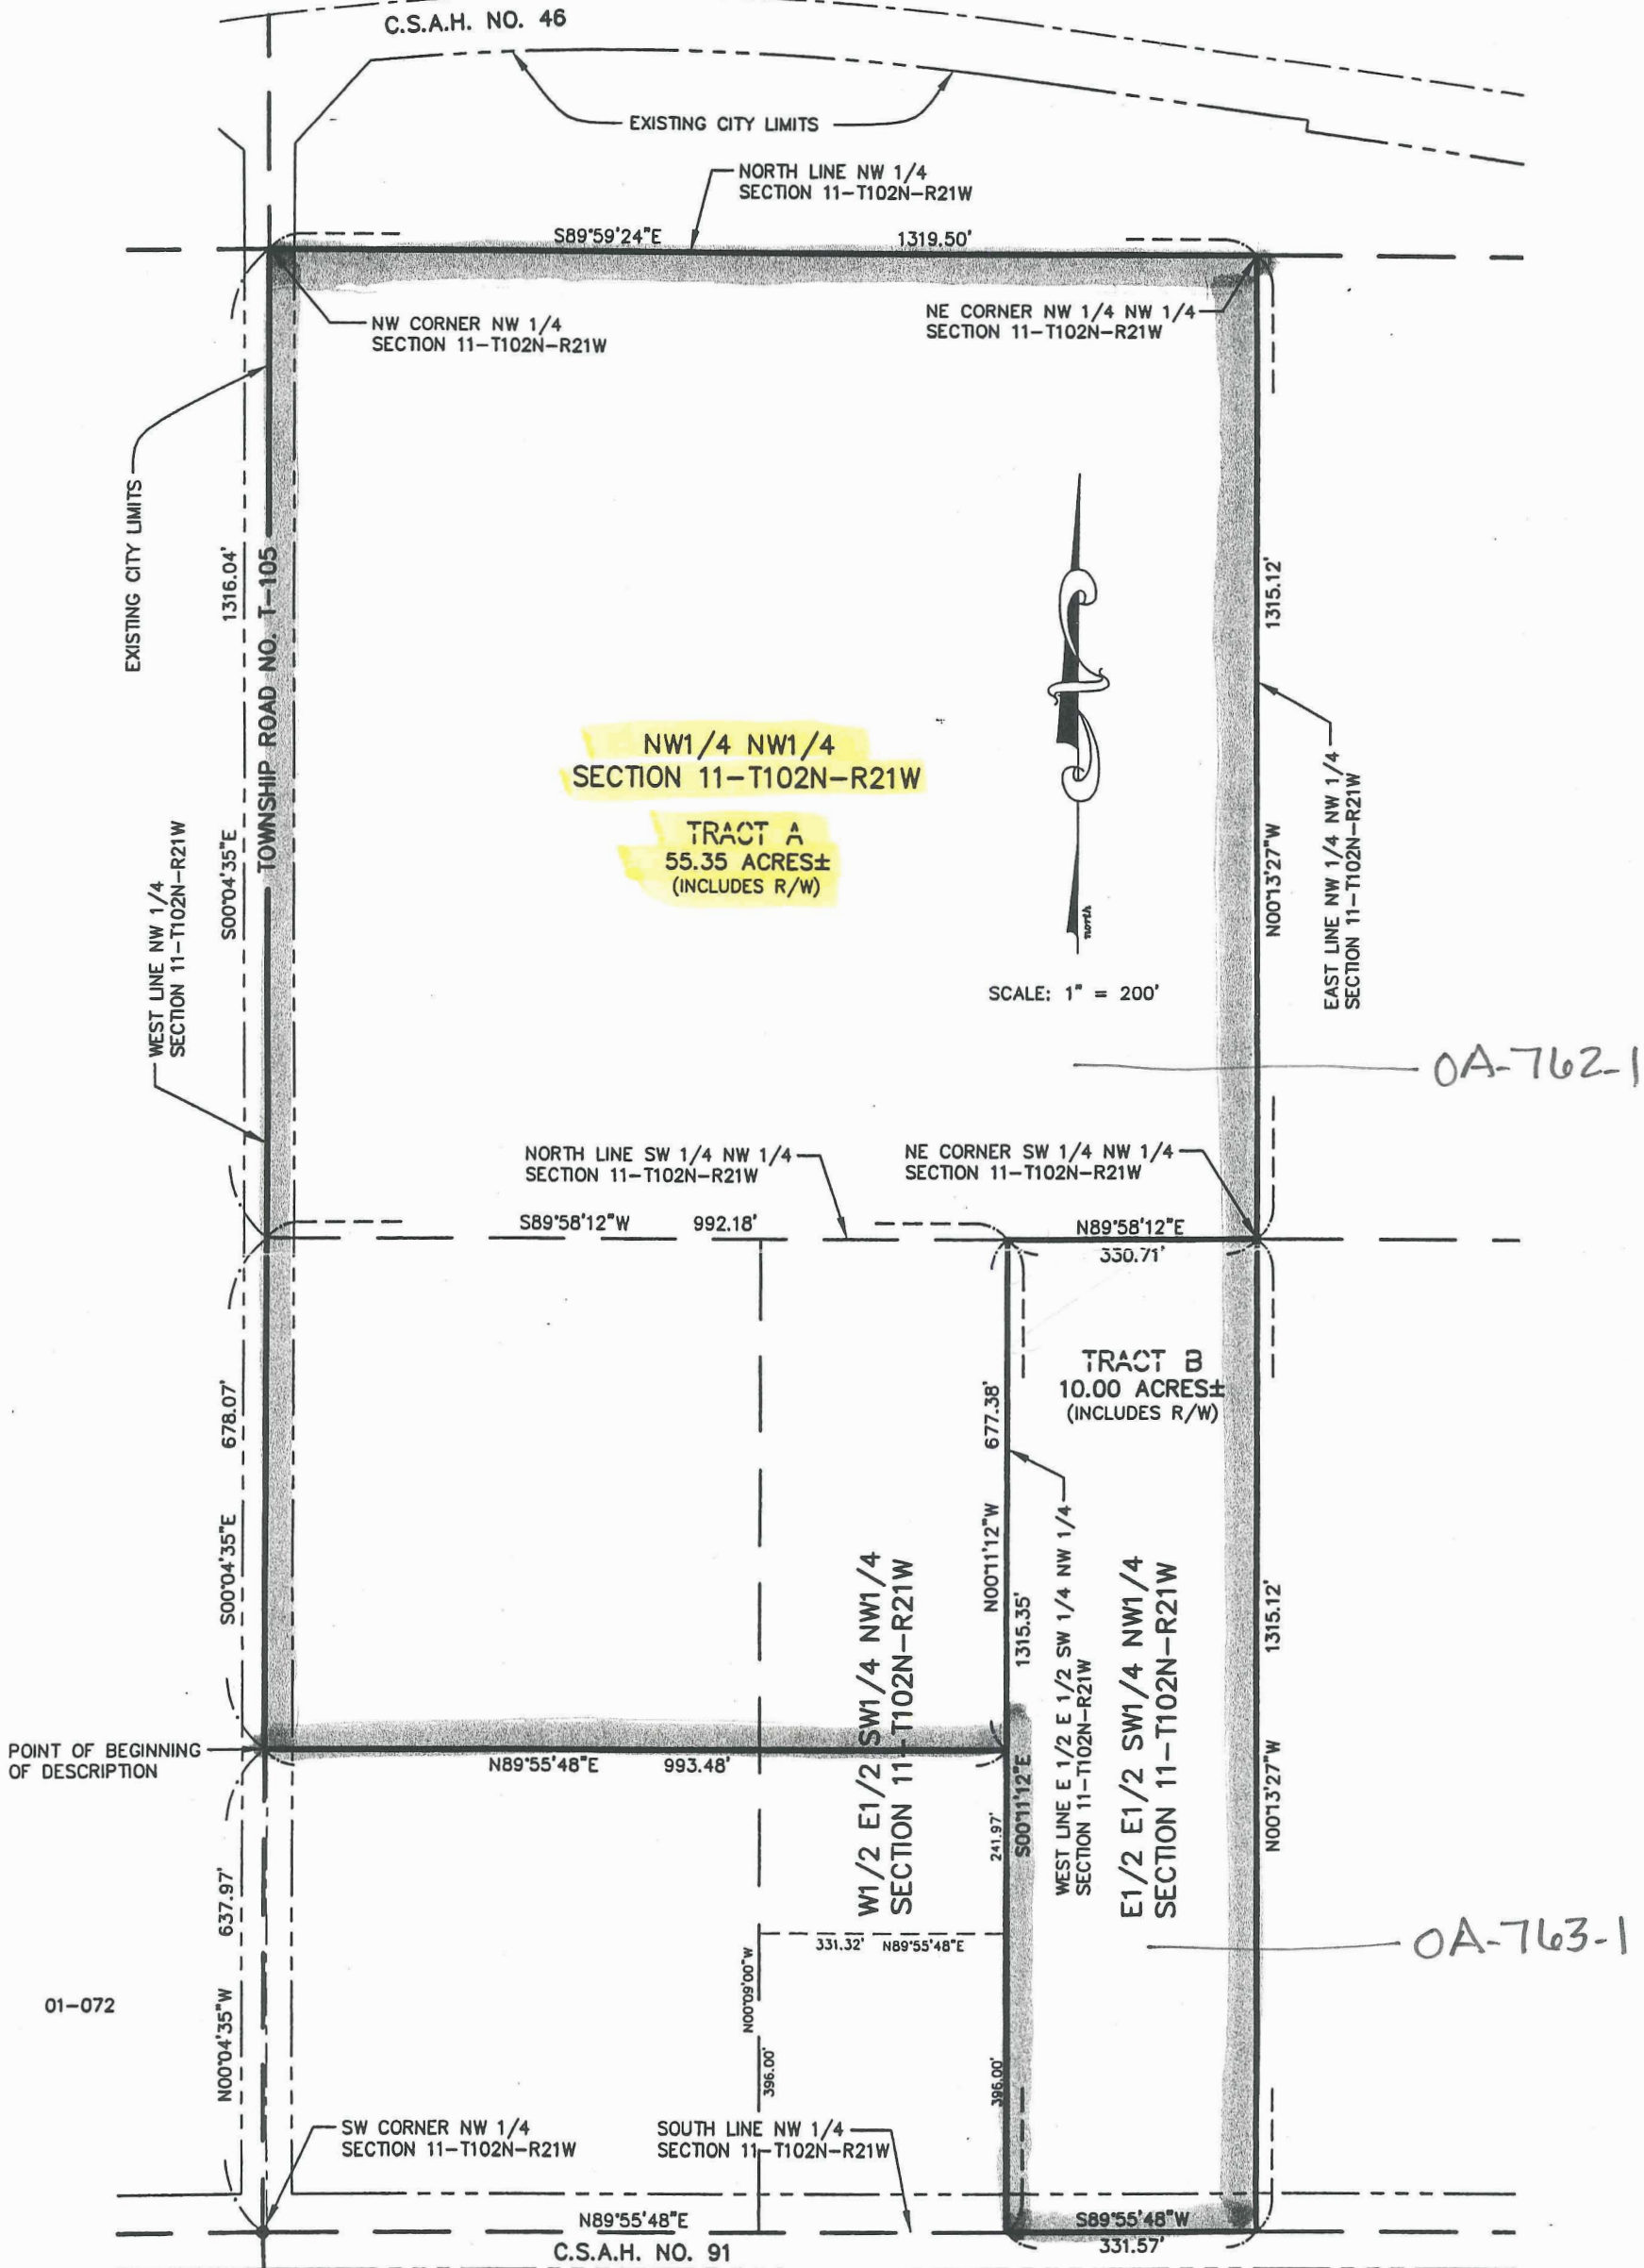 C.S.A.H. NO. 46
EXISTING CITY LIMITS
NORTH LINE NW 1/4
SECTION 11-T102N-R21W
S89°59'24"E 1319.50'
NW CORNER NW 1/4
SECTION 11-T102N-R21W
NE CORNER NW 1/4 NW 1/4
SECTION 11-T102N-R21W
EXISTING CITY LIMITS
1316.04'
S00°04'35"E
TOWNSHIP ROAD NO. T-105
WEST LINE NW 1/4
SECTION 11-T102N-R21W
NW1/4 NW1/4
SECTION 11-T102N-R21W
TRACT A
55.35 ACRES±
(INCLUDES R/W)
north
SCALE: 1" = 200'
1315.12'
N00°13'27"W
EAST LINE NW 1/4 NW 1/4
SECTION 11-T102N-R21W
OA-762-1
NORTH LINE SW 1/4 NW 1/4
SECTION 11-T102N-R21W
NE CORNER SW 1/4 NW 1/4
SECTION 11-T102N-R21W
S89°58'12"W 992.18'
N89°58'12"E
330.71'
678.07'
S00°04'35"E
677.38'
N00°11'12"W
TRACT B
10.00 ACRES±
(INCLUDES R/W)
1315.35'
S00°11'12"E
WEST LINE E 1/2 E 1/2 SW 1/4 NW 1/4
SECTION 11-T102N-R21W
W1/2 E1/2 SW1/4 NW1/4
SECTION 11-T102N-R21W
E1/2 E1/2 SW1/4 NW1/4
SECTION 11-T102N-R21W
1315.12'
N00°13'27"W
POINT OF BEGINNING
OF DESCRIPTION
N89°55'48"E 993.48'
241.97'
637.97'
N00°04'35"W
331.32' N89°55'48"E
OA-763-1
N00°09'00"W
396.00'
396.00'
01-072
SW CORNER NW 1/4
SECTION 11-T102N-R21W
SOUTH LINE NW 1/4
SECTION 11-T102N-R21W
N89°55'48"E
S89°55'48"W
331.57'
C.S.A.H. NO. 91